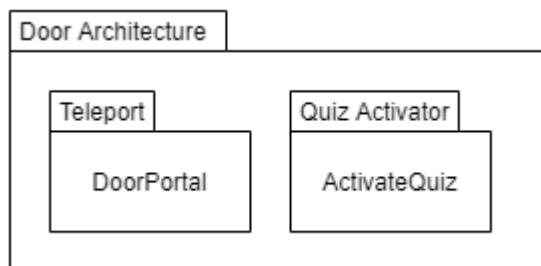 Door Architecture
Teleport
Quiz Activator
DoorPortal
ActivateQuiz